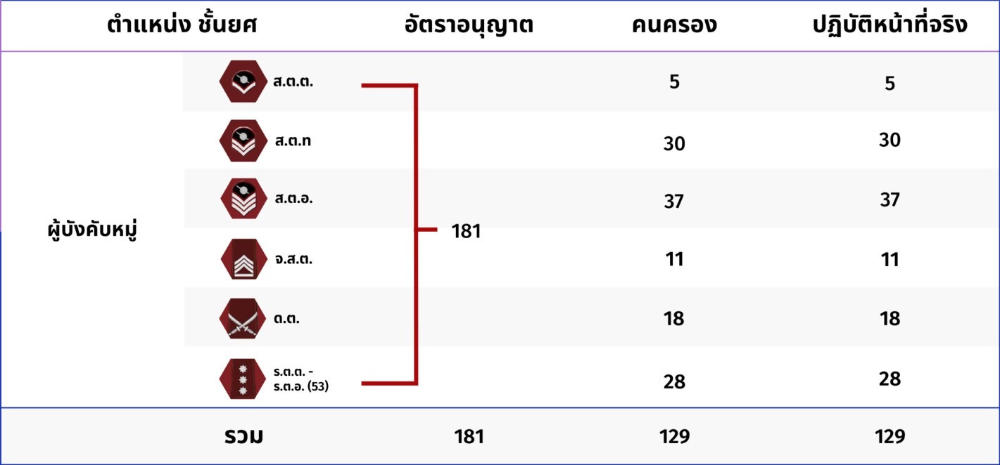 ตำแหน่ง ชั้นยศ อัตราอนุญาต คนครอง ปฏิบัติหน้าที่จริง
ส.ต.ต. 5 5
ส.ต.ท 30 30
ส.ต.อ. 37 37
ผู้บังคับหมู่ 181
จ.ส.ต. 11 11
ด.ต. 18 18
ร.ต.ต. -
ร.ต.อ. (53) 28 28
รวม 181 129 129